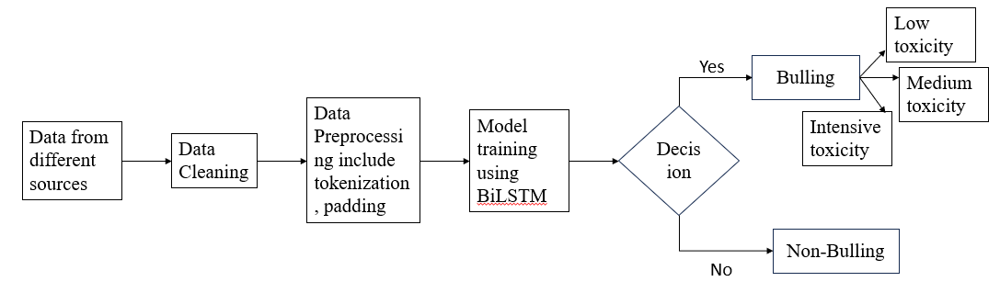 Data from
different
sources
Data
Cleaning
Data
Preprocessi
ng include
tokenization
, padding
Model
training
using
BiLSTM
Decis
ion
Yes
Bulling
Low
toxicity
Medium
toxicity
Intensive
toxicity
No
Non-Bulling